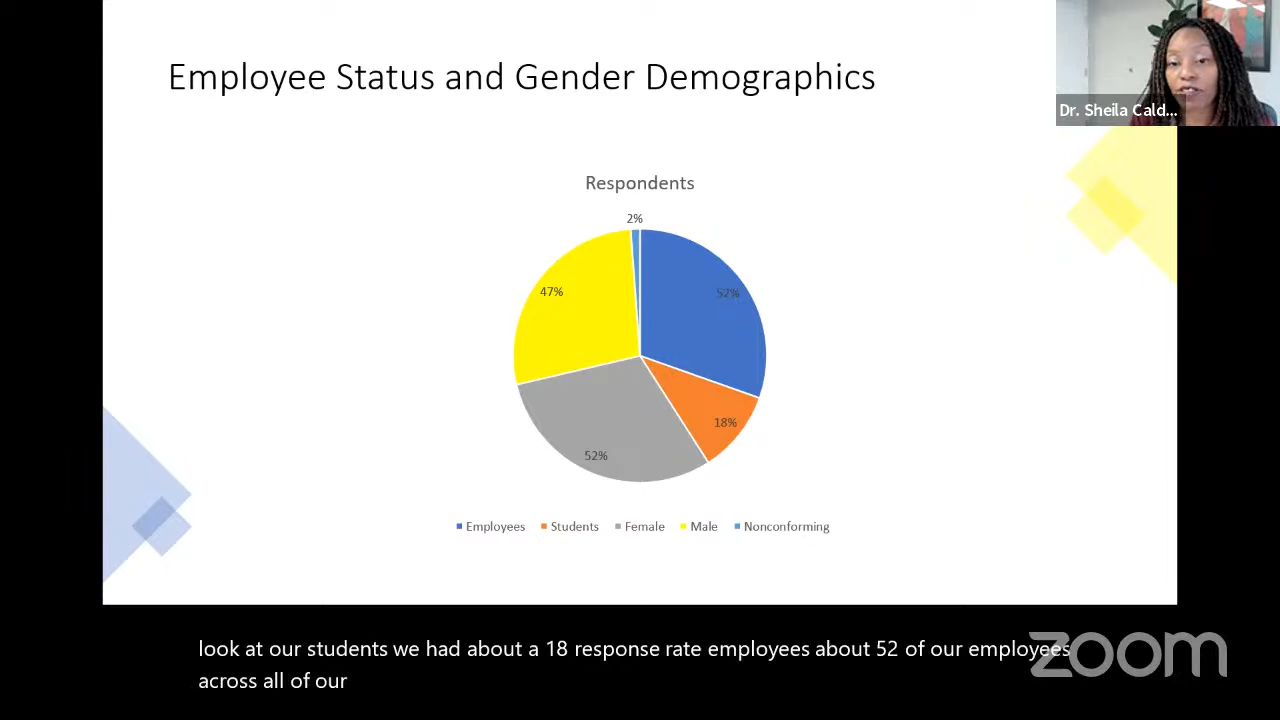 Employee Status and Gender Demographics
Dr. Sheila Cald...
Respondents
2%
47%
52%
18%
52%
Employees Students Female Male Nonconforming
look at our students we had about a 18 response rate employees about 52 of our employees
across all of our
zoom